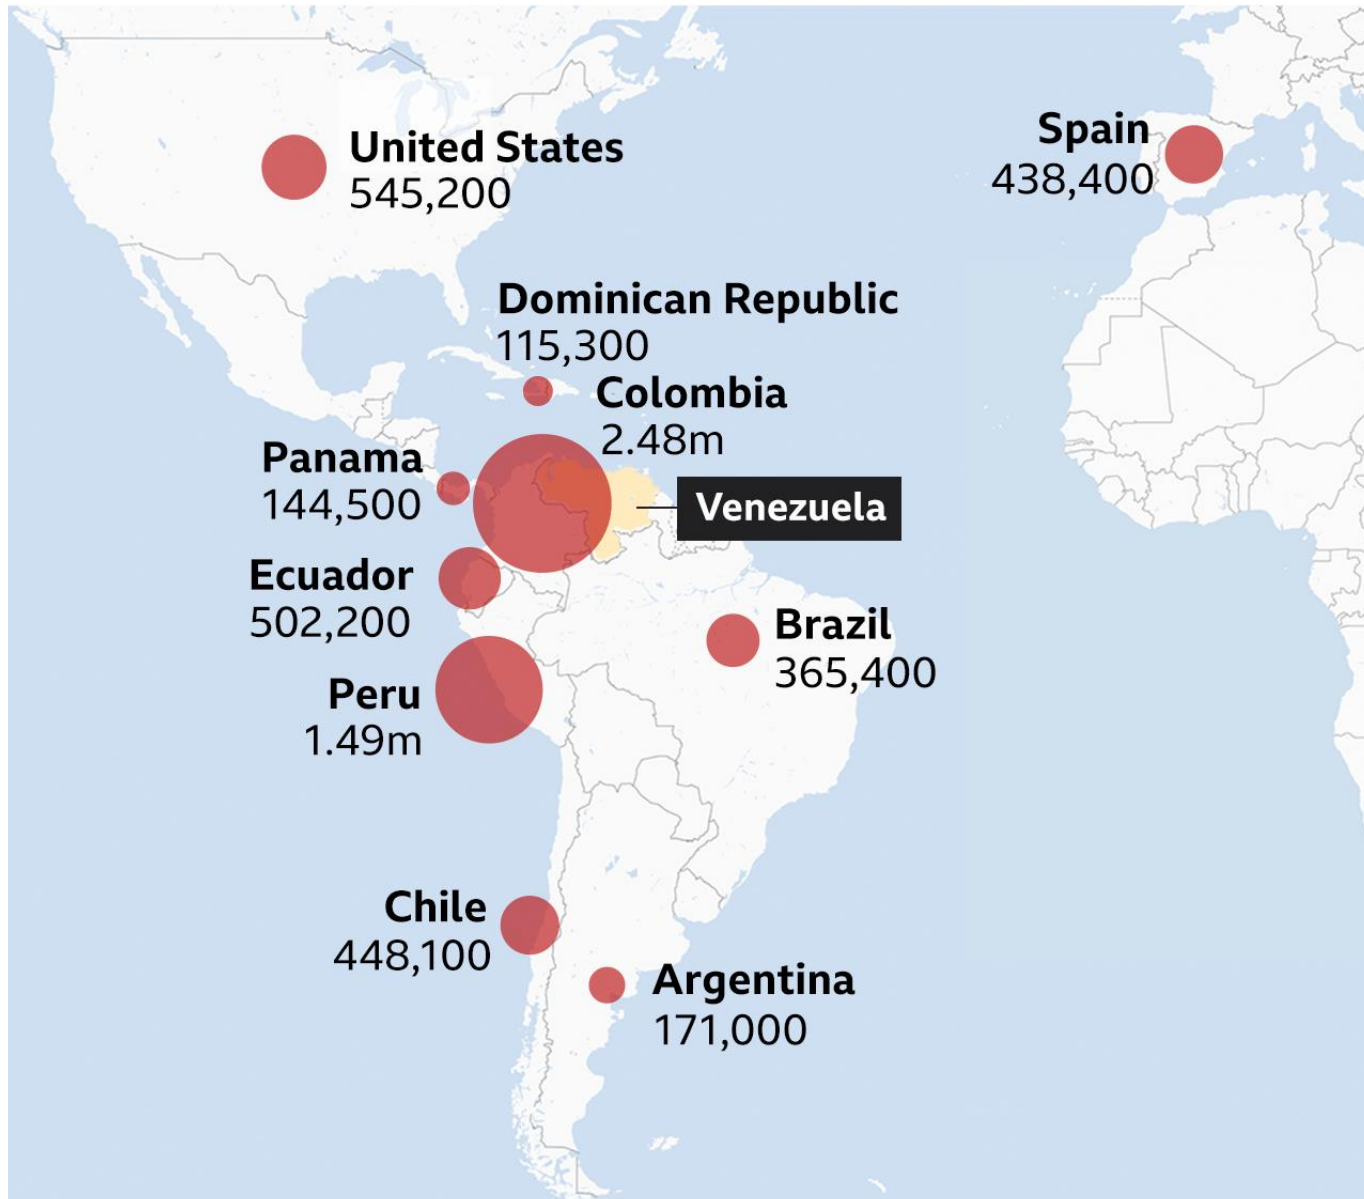 United States
545,200
Spain
438,400
Dominican Republic
115,300
Colombia
2.48m
Panama
144,500
Venezuela
Ecuador
502,200
Brazil
365,400
Peru
1.49m
Chile
448,100
Argentina
171,000